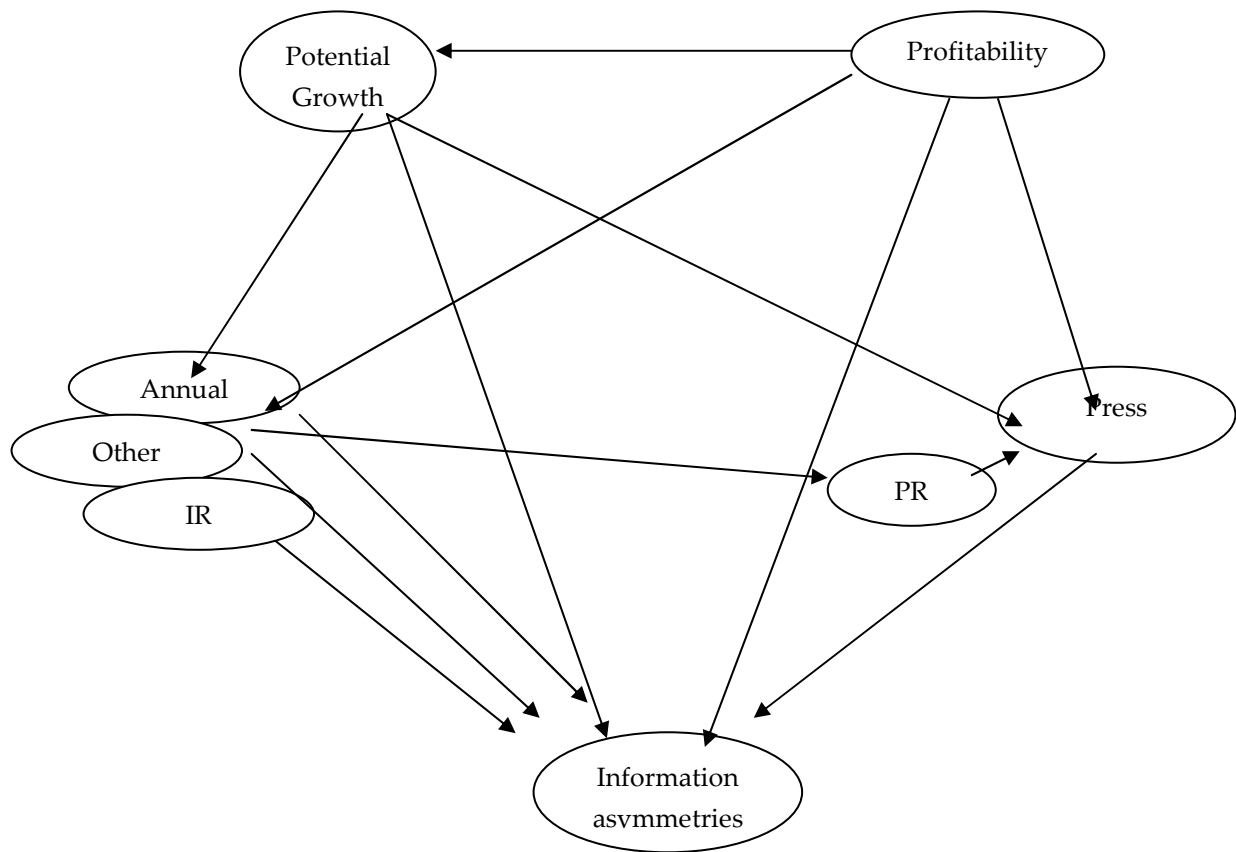 Potential
Growth
Profitability
Annual
Other
IR
Press
PR
Information
asymmetries